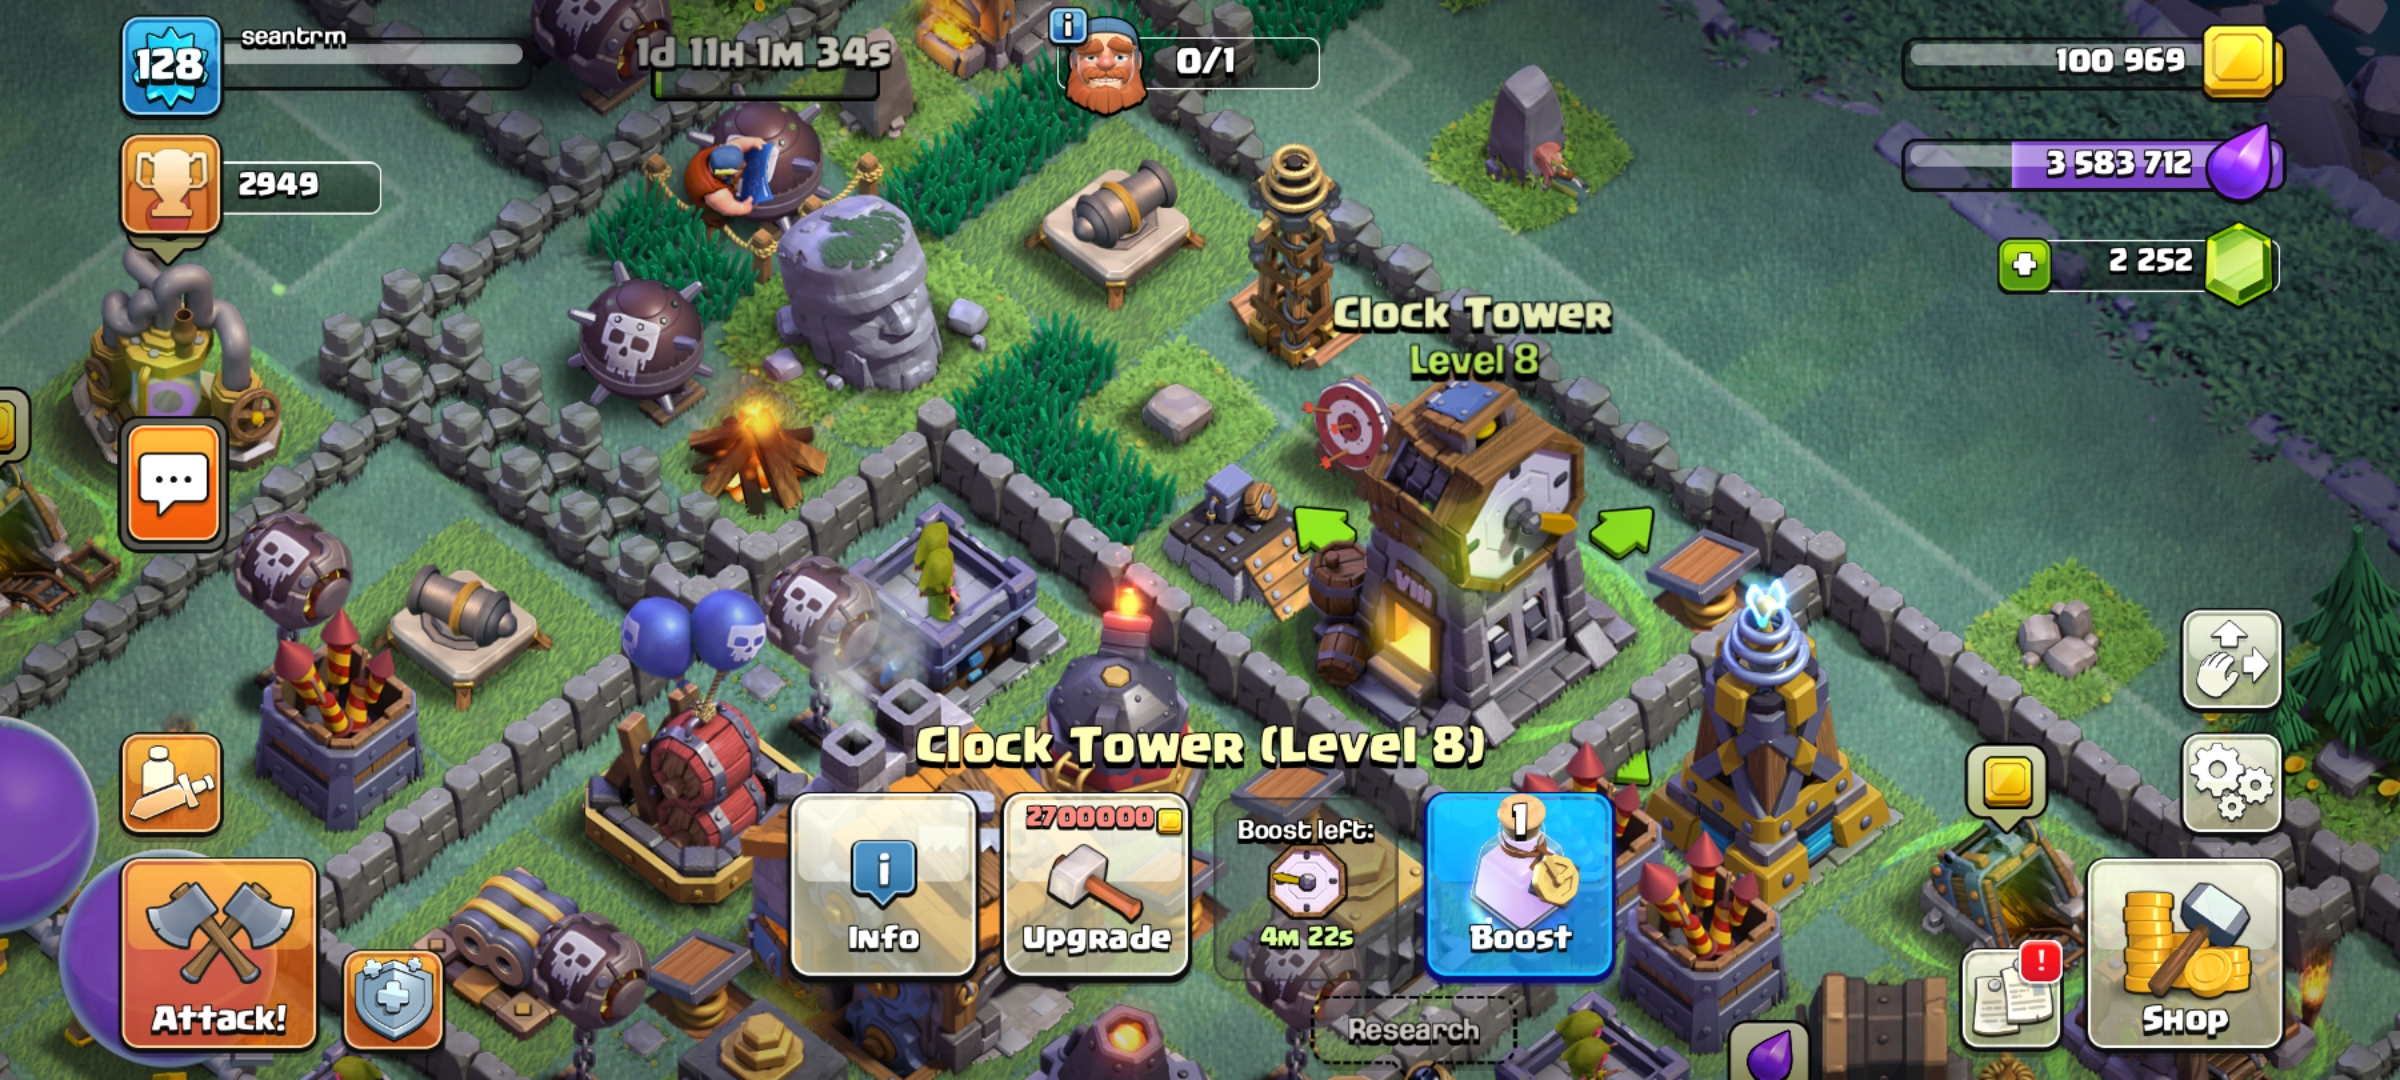 128
seantrm
1d 11H 1M 34s
i
0/1
100 969
2949
3 583 712
2 252
Clock Tower
Level 8
VIII
Clock Tower (Level 8)
i
Info
2700000
Upgrade
Boost left:
4M 22s
1
Boost
Attack!
Research
!
Shop